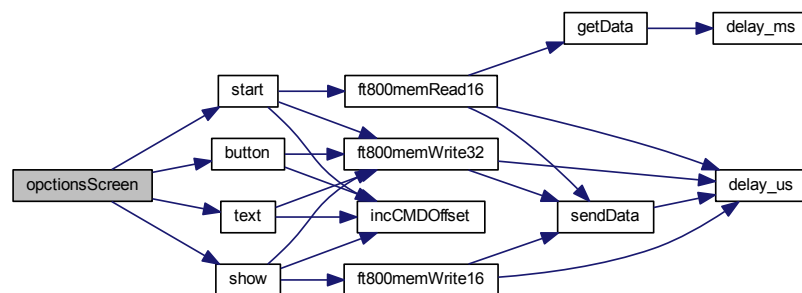 opctionsScreen
start
button
text
show
ft800memRead16
ft800memWrite32
incCMDOffset
ft800memWrite16
getData
sendData
delay_ms
delay_us